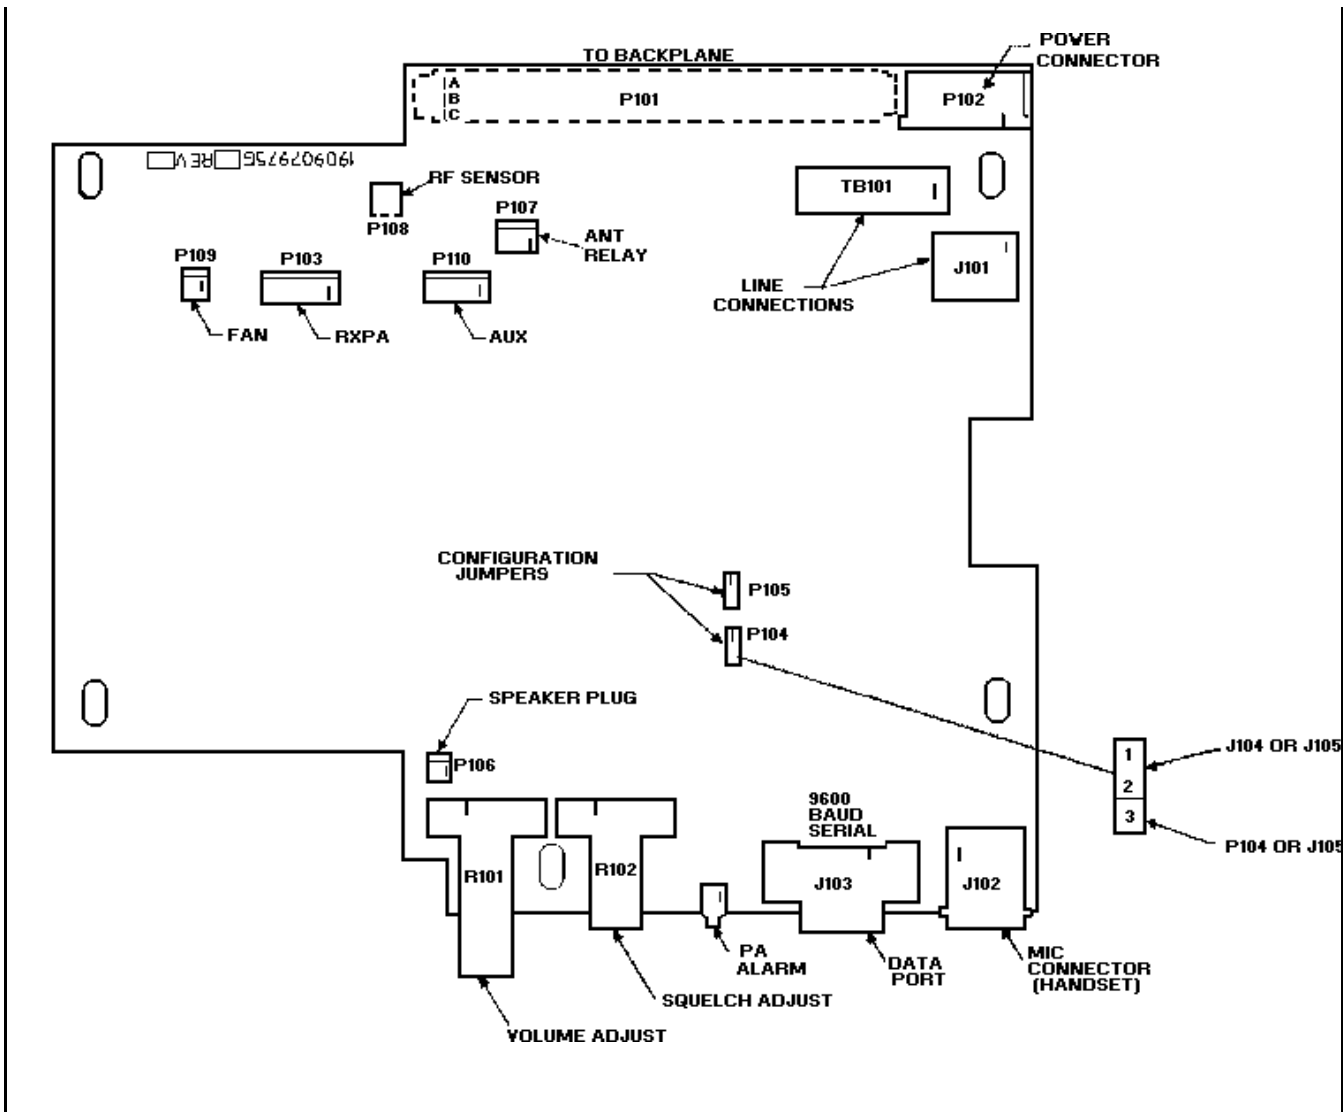 TO BACKPLANE
POWER
CONNECTOR
A
B
C
P101
P102
19D907975G REV
RF SENSOR
P108
P107
ANT
RELAY
TB101
J101
LINE
CONNECTIONS
P109
P103
P110
FAN
RXPA
AUX
CONFIGURATION
JUMPERS
P105
P104
SPEAKER PLUG
P106
1
2
3
J104 OR J105
P104 OR J105
9600
BAUD
SERIAL
R101
R102
J103
J102
PA
ALARM
DATA
PORT
MIC
CONNECTOR
(HANDSET)
SQUELCH ADJUST
VOLUME ADJUST